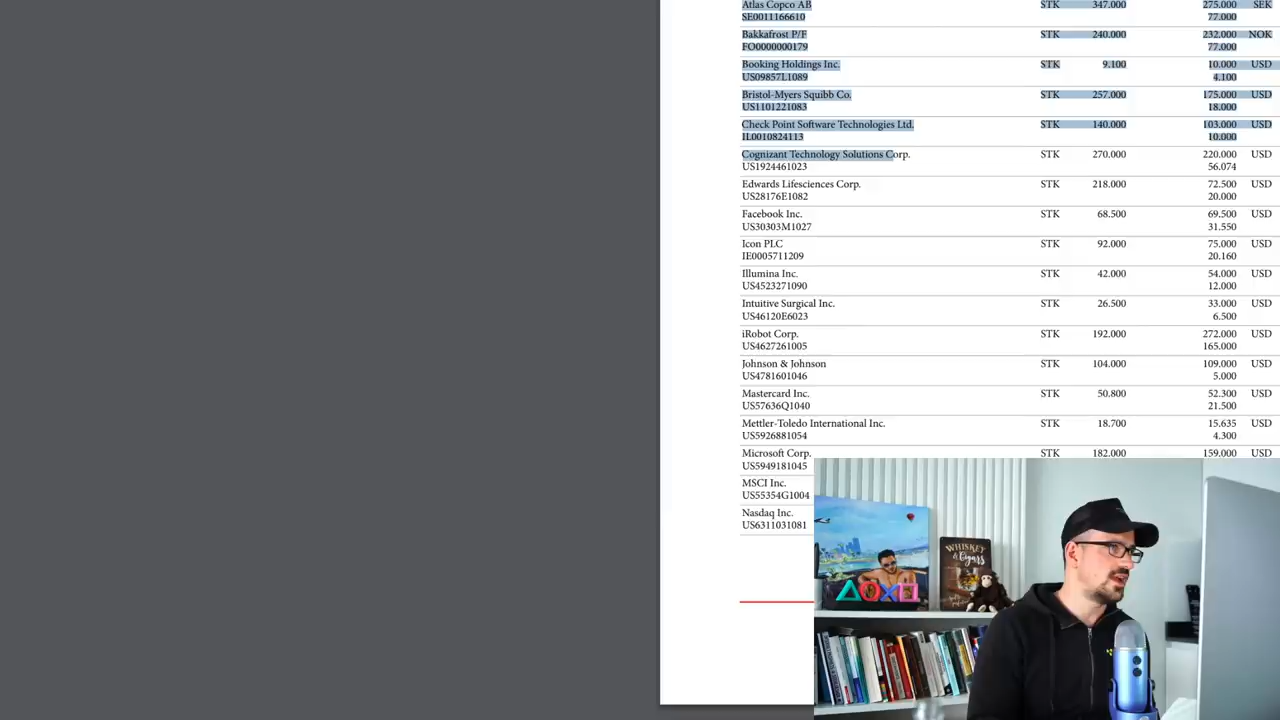 Atlas Copco AB STK 347.000 275.000 SEK
SE0011166610 77.000
Bakkafrost P/F STK 240.000 232.000 NOK
FO0000000179 77.000
Booking Holdings Inc. STK 9.100 10.000 USD
US09857L1089 4.100
Bristol-Myers Squibb Co. STK 257.000 175.000 USD
US1101221083 18.000
Check Point Software Technologies Ltd. STK 140.000 103.000 USD
IL0010824113 10.000
Cognizant Technology Solutions Corp. STK 270.000 220.000 USD
US1924461023 56.074
Edwards Lifesciences Corp. STK 218.000 72.500 USD
US28176E1082 20.000
Facebook Inc. STK 68.500 69.500 USD
US30303M1027 31.550
Icon PLC STK 92.000 75.000 USD
IE0005711209 20.160
Illumina Inc. STK 42.000 54.000 USD
US4523271090 12.000
Intuitive Surgical Inc. STK 26.500 33.000 USD
US46120E6023 6.500
iRobot Corp. STK 192.000 272.000 USD
US4627261005 165.000
Johnson & Johnson STK 104.000 109.000 USD
US4781601046 5.000
Mastercard Inc. STK 50.800 52.300 USD
US57636Q1040 21.500
Mettler-Toledo International Inc. STK 18.700 15.635 USD
US5926881054 4.300
Microsoft Corp. STK 182.000 159.000 USD
US5949181045
MSCI Inc.
US55354G1004
Nasdaq Inc.
US6311031081
WHISKEY
& Cigars